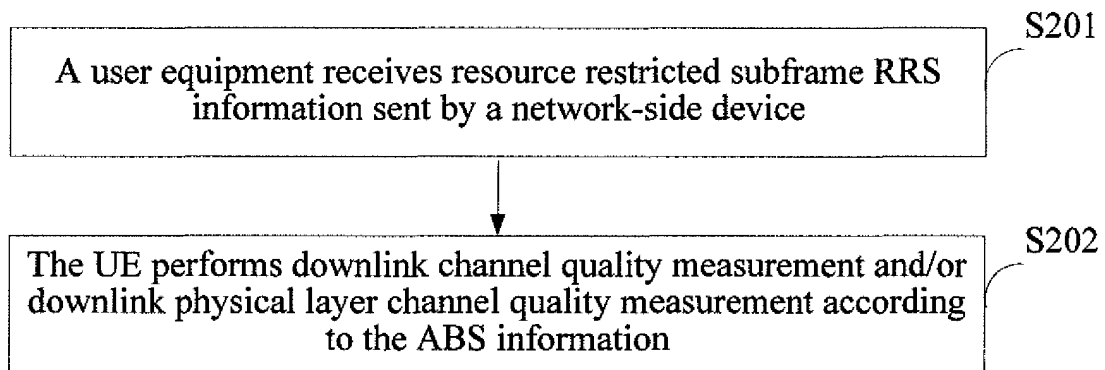 S201
A user equipment receives resource restricted subframe RRS
information sent by a network-side device
S202
The UE performs downlink channel quality measurement and/or
downlink physical layer channel quality measurement according
to the ABS information